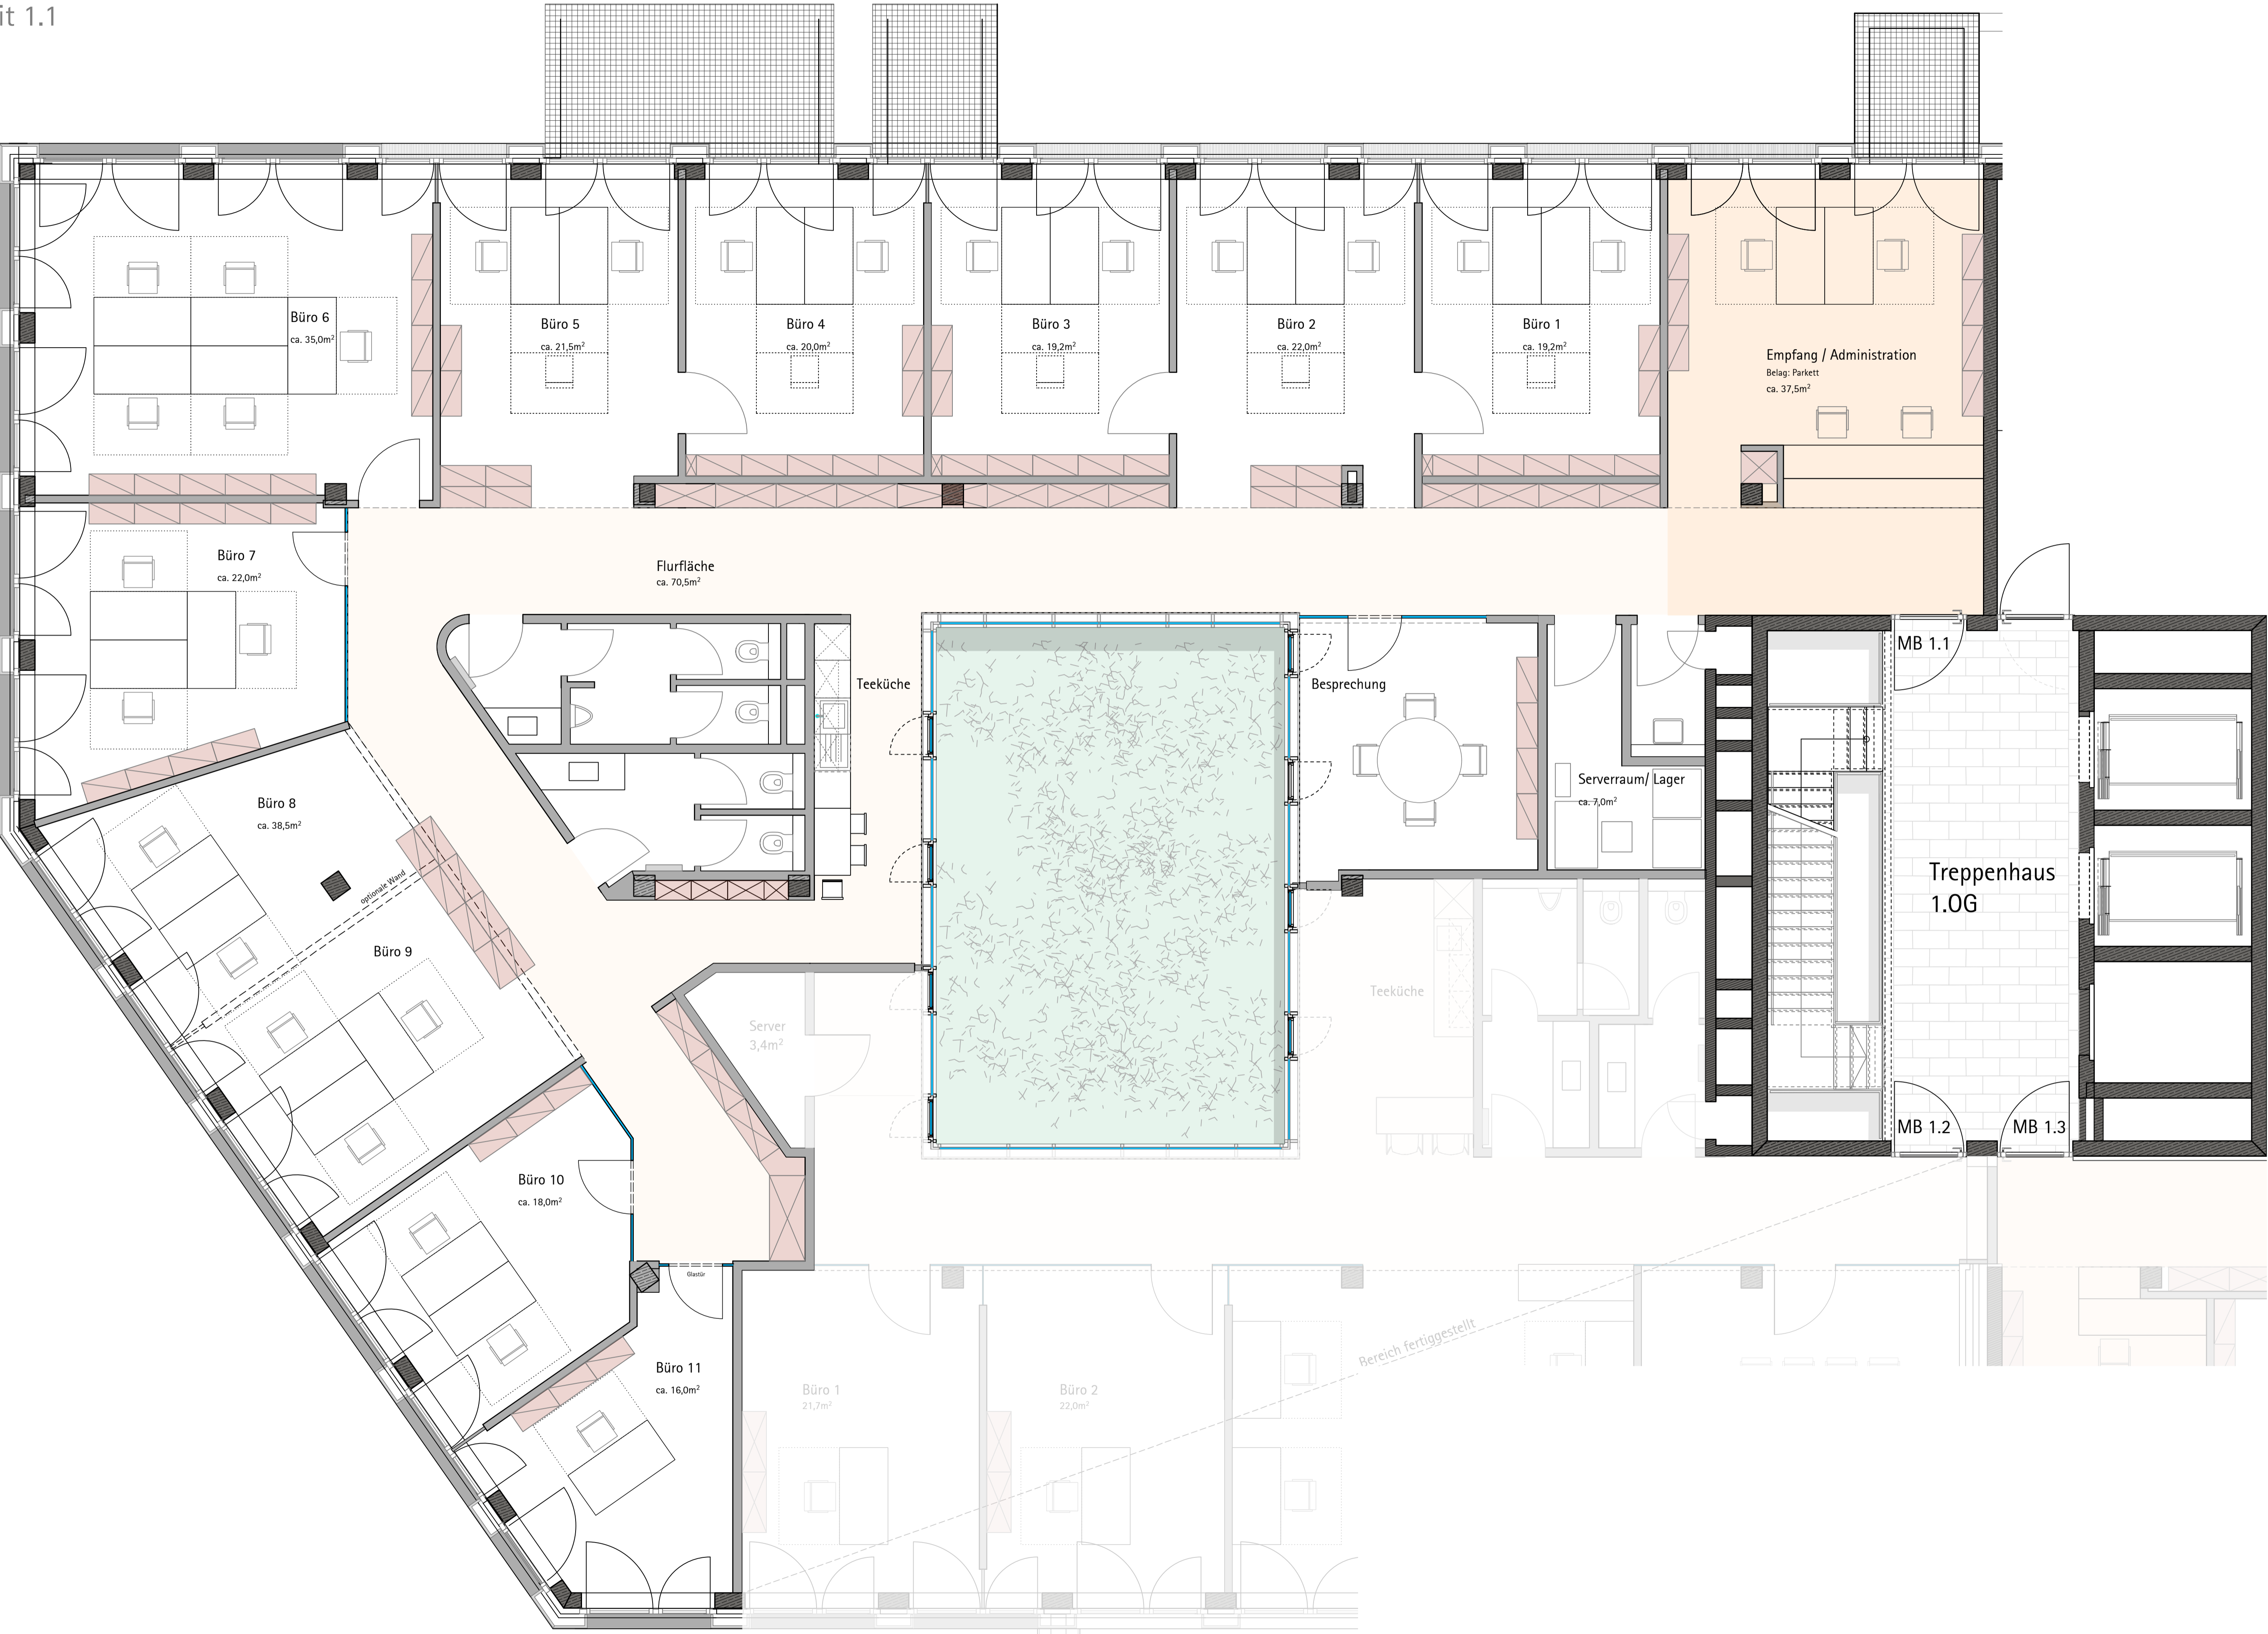 it 1.1
Büro 6
ca. 35,0m²
Büro 5
ca. 21,5m²
Büro 4
ca. 20,0m²
Büro 3
ca. 19,2m²
Büro 2
ca. 22,0m²
Büro 1
ca. 19,2m²
Empfang / Administration
Belag: Parkett
ca. 37,5m²
Büro 7
ca. 22,0m²
Flurfläche
ca. 70,5m²
Teeküche
Besprechung
MB 1.1
Serverraum/ Lager
ca. 7,0m²
Büro 8
ca. 38,5m²
optionale Wand
Büro 9
Treppenhaus
1.OG
Teeküche
Server
3,4m²
MB 1.2
MB 1.3
Büro 10
ca. 18,0m²
Glastür
Büro 11
ca. 16,0m²
Büro 1
21,7m²
Büro 2
22,0m²
Bereich fertiggestellt